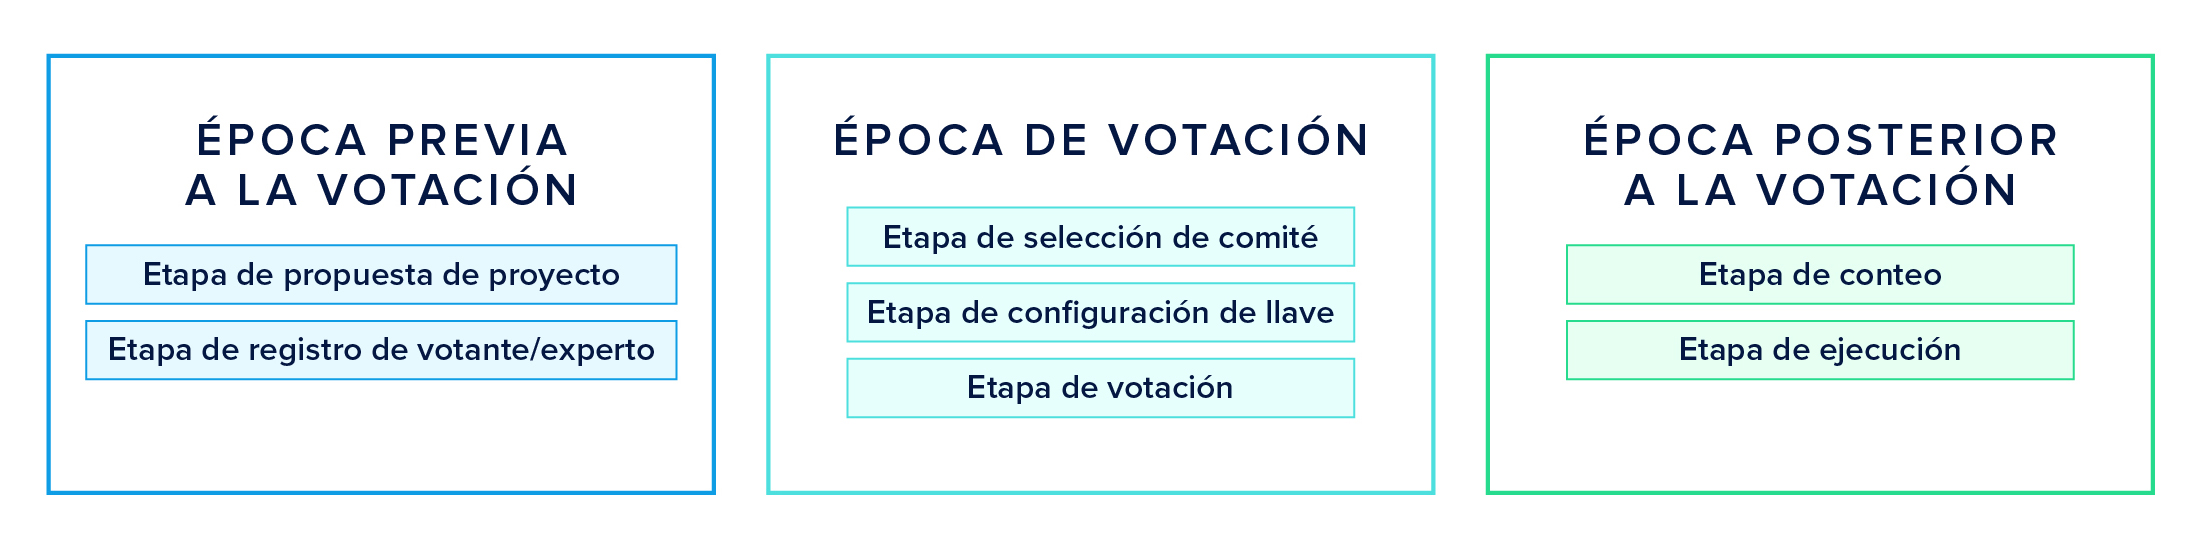 ÉPOCA PREVIA
A LA VOTACIÓN
Etapa de propuesta de proyecto
Etapa de registro de votante/experto
ÉPOCA DE VOTACIÓN
Etapa de selección de comité
Etapa de configuración de llave
Etapa de votación
ÉPOCA POSTERIOR
A LA VOTACIÓN
Etapa de conteo
Etapa de ejecución